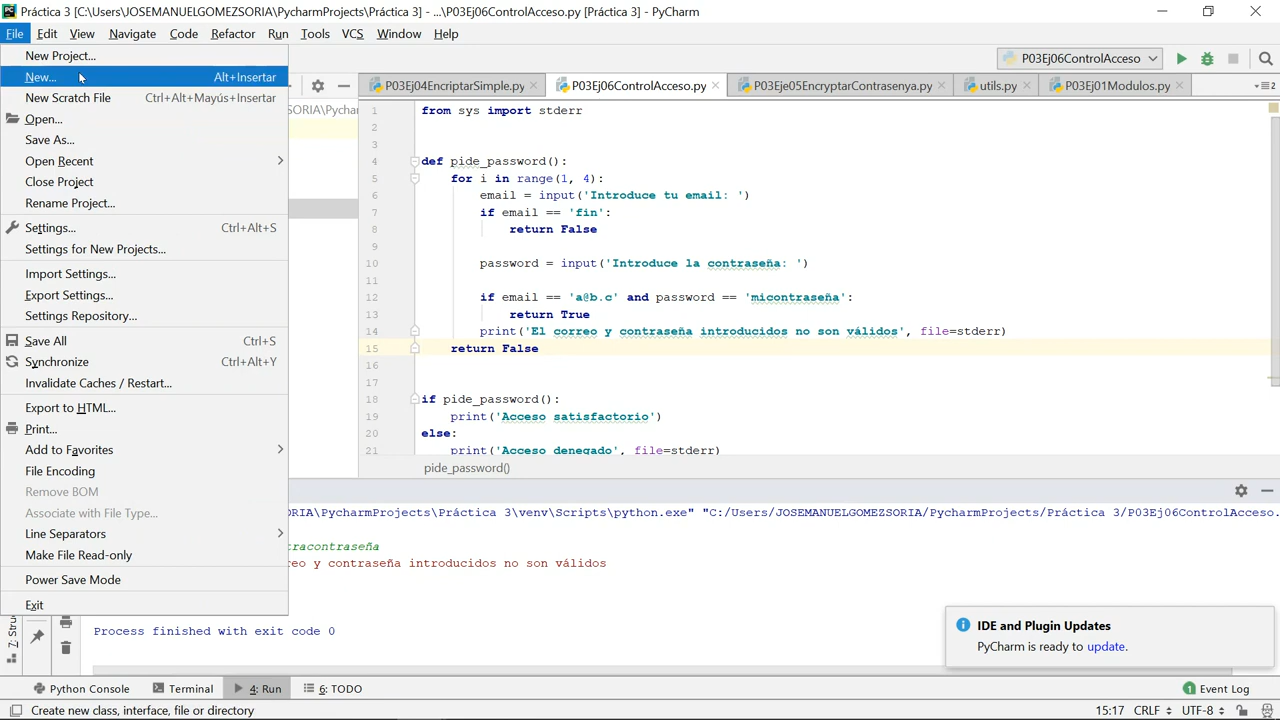 Práctica 3 [C:\Users\JOSEMANUELGOMEZSORIA\PycharmProjects\Práctica 3] - ...\P03Ej06ControlAcceso.py [Práctica 3] - PyCharm
File Edit View Navigate Code Refactor Run Tools VCS Window Help
P03Ej06ControlAcceso
P03Ej04EncriptarSimple.py P03Ej06ControlAcceso.py P03Eje05EncryptarContrasenya.py utils.py P03Ej01Modulos.py
New Project...
New... Alt+Insertar
New Scratch File Ctrl+Alt+Mayús+Insertar
Open...
Save As...
Open Recent
Close Project
Rename Project...
Settings... Ctrl+Alt+S
Settings for New Projects...
Import Settings...
Export Settings...
Settings Repository...
Save All Ctrl+S
Synchronize Ctrl+Alt+Y
Invalidate Caches / Restart...
Export to HTML...
Print...
Add to Favorites
File Encoding
Remove BOM
Associate with File Type...
Line Separators
Make File Read-only
Power Save Mode
Exit
SORIA\Pychar
1 from sys import stderr
2
3
4 def pide_password():
5 for i in range(1, 4):
6 email = input('Introduce tu email: ')
7 if email == 'fin':
8 return False
9
10 password = input('Introduce la contraseña: ')
11
12 if email == 'a@b.c' and password == 'micontraseña':
13 return True
14 print('El correo y contraseña introducidos no son válidos', file=stderr)
15 return False
16
17
18 if pide_password():
19 print('Acceso satisfactorio')
20 else:
21 print('Acceso denegado', file=stderr)
pide_password()
ORIA\PycharmProjects\Práctica 3\venv\Scripts\python.exe" "C:/Users/JOSEMANUELGOMEZSORIA/PycharmProjects/Práctica 3/P03Ej06ControlAcceso.
tracontraseña
reo y contraseña introducidos no son válidos
Process finished with exit code 0
IDE and Plugin Updates
PyCharm is ready to update.
7: Stru
Python Console Terminal 4: Run 6: TODO 1 Event Log
Create new class, interface, file or directory 15:17 CRLF UTF-8